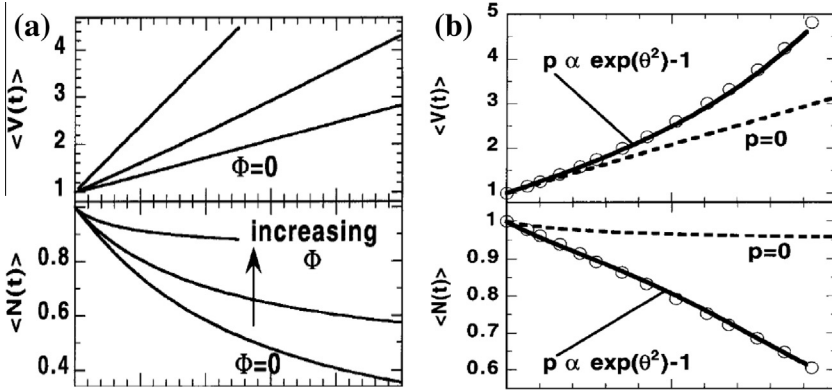 (a)
<V(t)>
4
3
2
1
Φ=0
<N(t)>
0.8
0.6
0.4
increasing
Φ
Φ=0
(b)
<V(t)>
5
4
3
2
1
p α exp(θ²)-1
p=0
<N(t)>
1
0.9
0.8
0.7
0.6
p=0
p α exp(θ²)-1